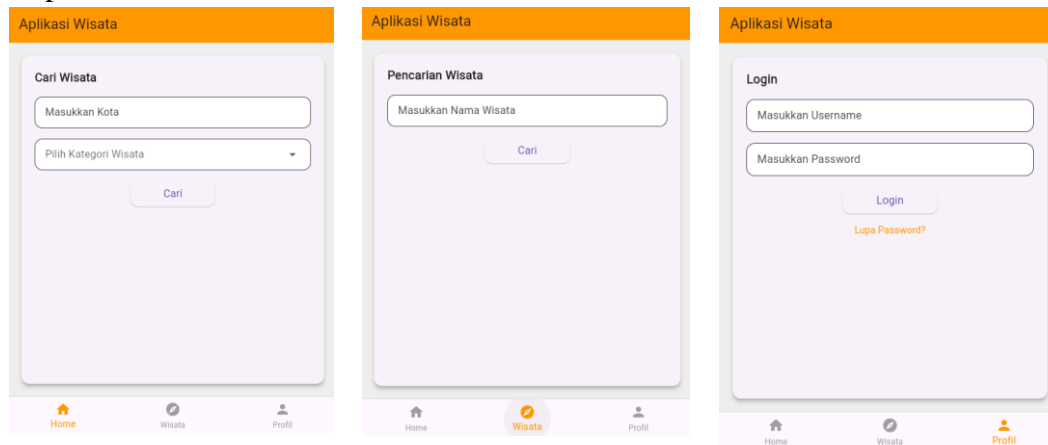 Aplikasi Wisata
Cari Wisata
Masukkan Kota
Pilih Kategori Wisata
Cari
Home
Wisata
Profil
Aplikasi Wisata
Pencarian Wisata
Masukkan Nama Wisata
Cari
Home
Wisata
Profil
Aplikasi Wisata
Login
Masukkan Username
Masukkan Password
Login
Lupa Password?
Home
Wisata
Profil